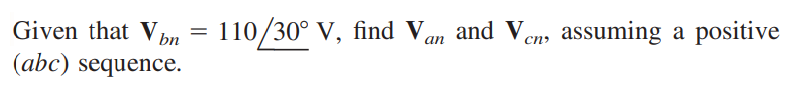 Given that V_bn = 110/30° V, find V_an and V_cn, assuming a positive
(abc) sequence.